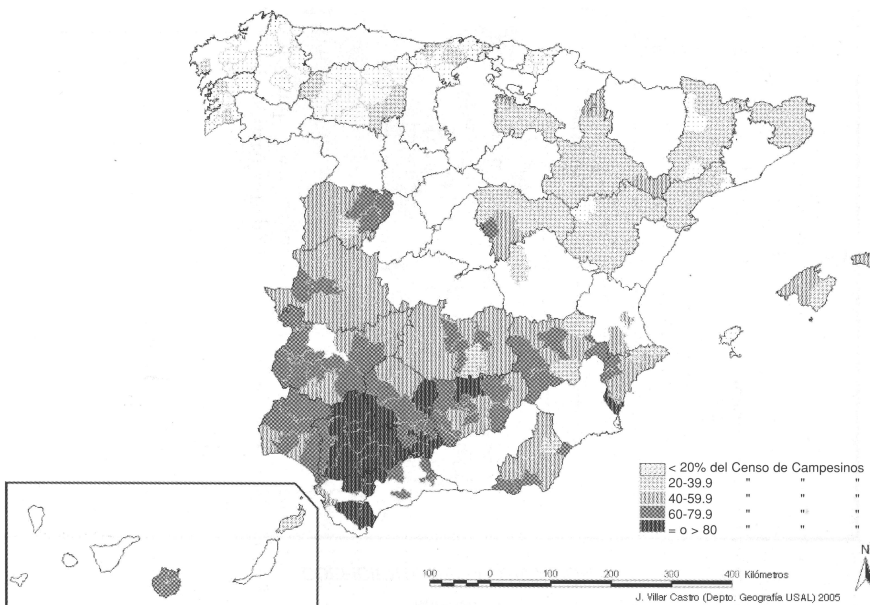 < 20% del Censo de Campesinos
20-39.9 " " "
40-59.9 " " "
60-79.9 " " "
= o > 80 " " "
100 0 100 200 300 400 Kilómetros
N
J. Villar Castro (Depto. Geografía USAL) 2005